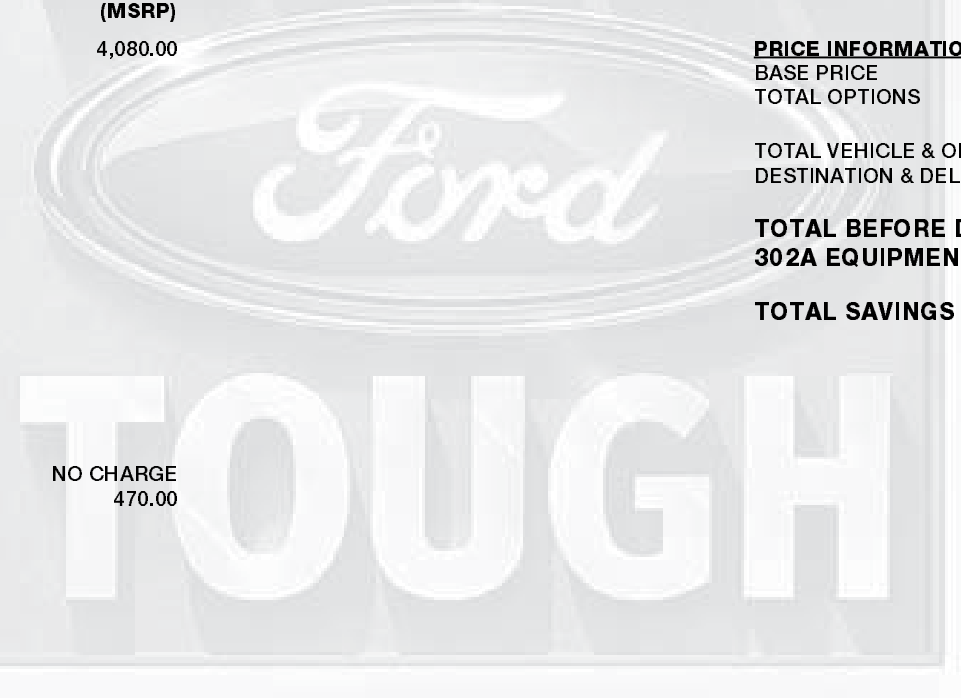 (MSRP)
4,080.00
NO CHARGE
470.00
PRICE INFORMATIO
BASE PRICE
TOTAL OPTIONS
TOTAL VEHICLE &
DESTINATION & DEL
TOTAL BEFORE
302A EQUIPMEN
TOTAL SAVINGS
Ford
TOUGH